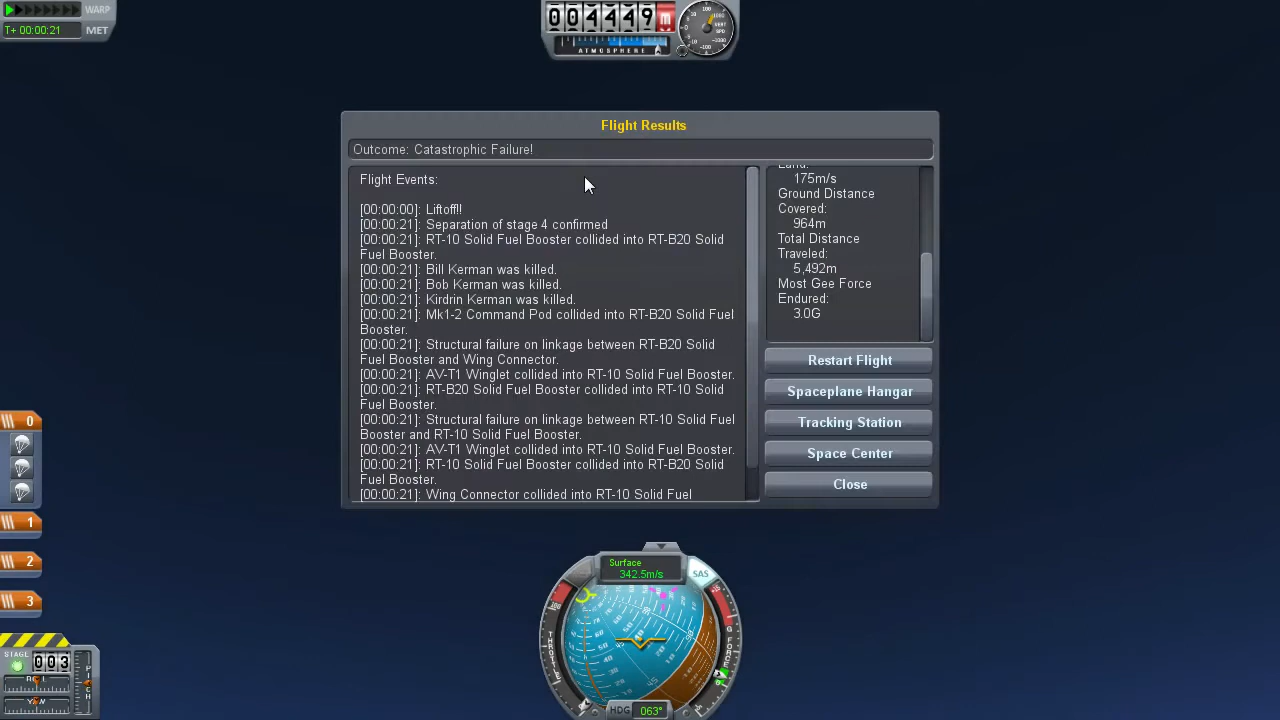 WARP
T+ 00:00:21 MET
004449 m
ATMOSPHERE
Flight Results
Outcome: Catastrophic Failure!
Flight Events:
[00:00:00]: Liftoff!!
[00:00:21]: Separation of stage 4 confirmed
[00:00:21]: RT-10 Solid Fuel Booster collided into RT-B20 Solid
Fuel Booster.
[00:00:21]: Bill Kerman was killed.
[00:00:21]: Bob Kerman was killed.
[00:00:21]: Kirdrin Kerman was killed.
[00:00:21]: Mk1-2 Command Pod collided into RT-B20 Solid Fuel
Booster.
[00:00:21]: Structural failure on linkage between RT-B20 Solid
Fuel Booster and Wing Connector.
[00:00:21]: AV-T1 Winglet collided into RT-10 Solid Fuel Booster.
[00:00:21]: RT-B20 Solid Fuel Booster collided into RT-10 Solid
Fuel Booster.
[00:00:21]: Structural failure on linkage between RT-10 Solid Fuel
Booster and RT-10 Solid Fuel Booster.
[00:00:21]: AV-T1 Winglet collided into RT-10 Solid Fuel Booster.
[00:00:21]: RT-10 Solid Fuel Booster collided into RT-B20 Solid
Fuel Booster.
[00:00:21]: Wing Connector collided into RT-10 Solid Fuel
Land:
175m/s
Ground Distance
Covered:
964m
Total Distance
Traveled:
5,492m
Most Gee Force
Endured:
3.0G
Restart Flight
Spaceplane Hangar
Tracking Station
Space Center
Close
0
1
2
3
STAGE
003
ROLL
YAW
PITCH
Surface
342.5m/s
SAS
THROTTLE
G FORCE
HDG 063°